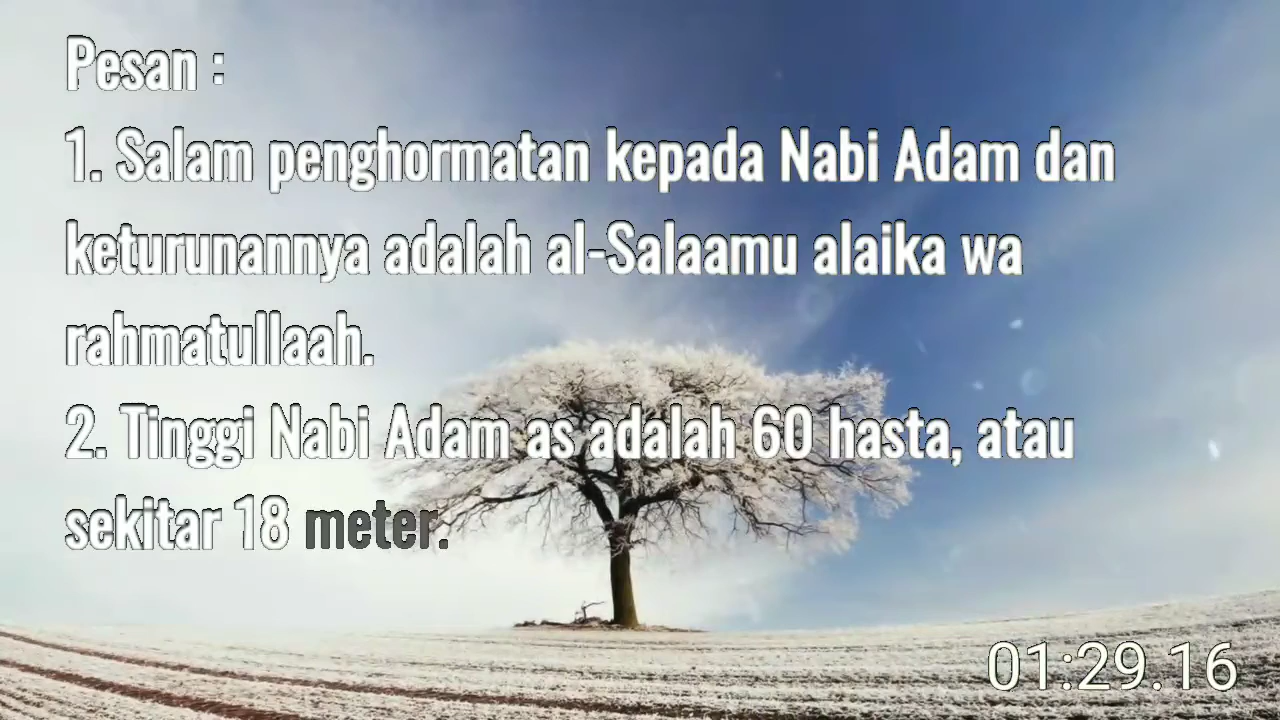 Pesan :
1. Salam penghormatan kepada Nabi Adam dan
keturunannya adalah al-Salaamu alaika wa
rahmatullaah.
2. Tinggi Nabi Adam as adalah 60 hasta, atau
sekitar 18 meter.
01:29.16